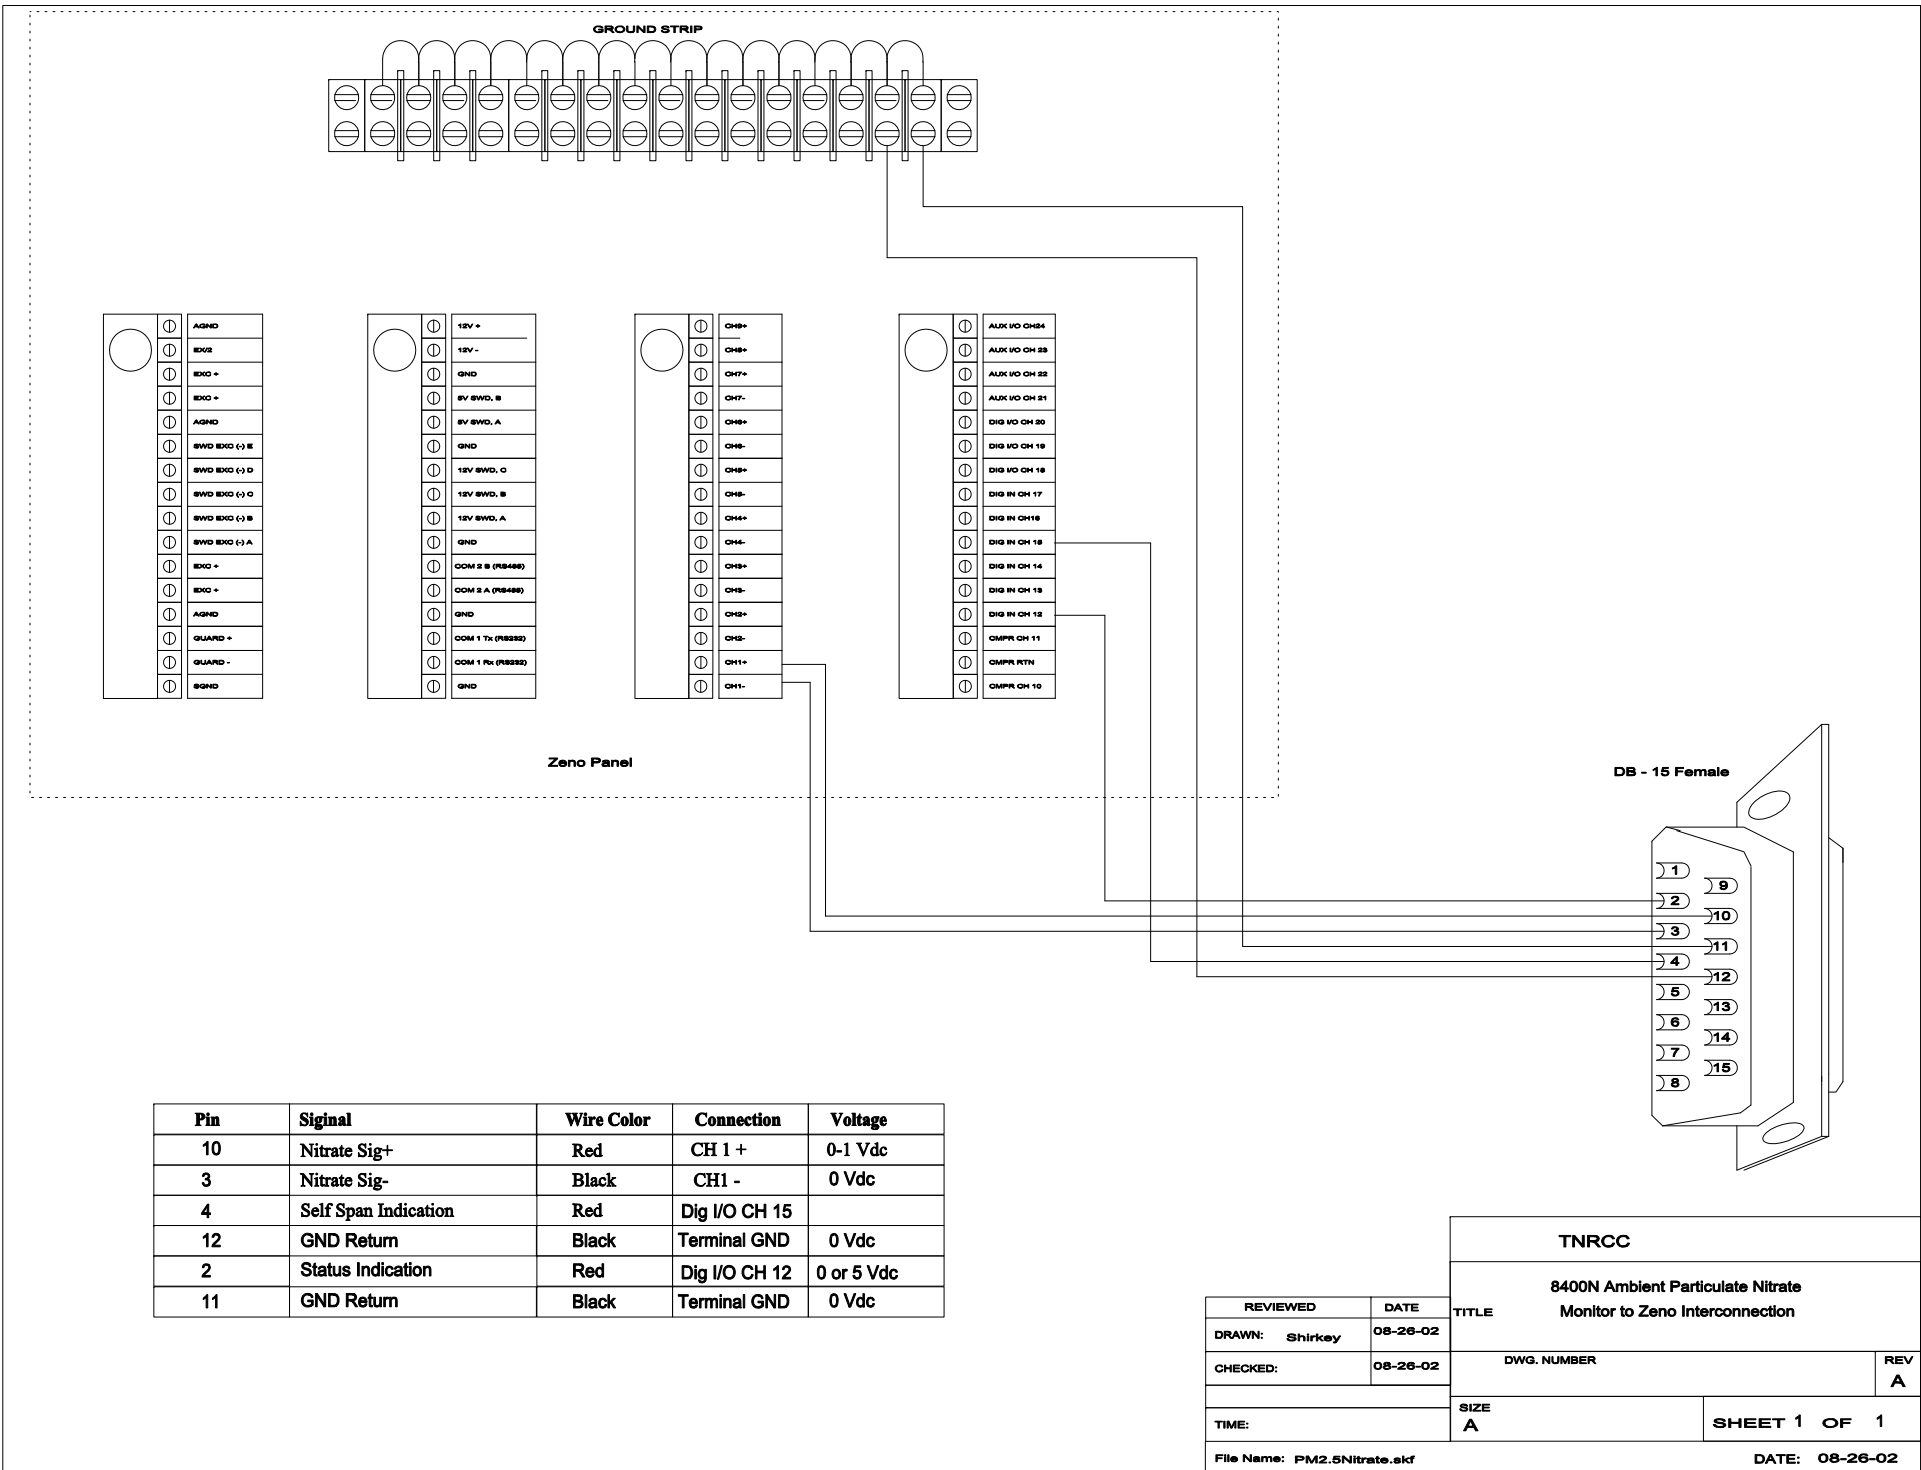 GROUND STRIP
AGND
EX/2
EXC +
EXC +
AGND
SWD EXC (-) E
SWD EXC (-) D
SWD EXC (-) C
SWD EXC (-) B
SWD EXC (-) A
EXC +
EXC +
AGND
GUARD +
GUARD -
SGND
12V +
12V -
GND
5V SWD, B
5V SWD, A
GND
12V SWD, C
12V SWD, B
12V SWD, A
GND
COM 2 B (RS485)
COM 2 A (RS485)
GND
COM 1 Tx (RS232)
COM 1 Rx (RS232)
GND
CH9+
CH8+
CH7+
CH7-
CH6+
CH6-
CH5+
CH5-
CH4+
CH4-
CH3+
CH3-
CH2+
CH2-
CH1+
CH1-
AUX I/O CH24
AUX I/O CH 23
AUX I/O CH 22
AUX I/O CH 21
DIG I/O CH 20
DIG I/O CH 19
DIG I/O CH 18
DIG IN CH 17
DIG IN CH16
DIG IN CH 15
DIG IN CH 14
DIG IN CH 13
DIG IN CH 12
CMPR CH 11
CMPR RTN
CMPR CH 10
Zeno Panel
DB - 15 Female
1
9
2
10
3
11
4
12
5
13
6
14
7
15
8
Pin Siginal Wire Color Connection Voltage
10 Nitrate Sig+ Red CH 1 + 0-1 Vdc
3 Nitrate Sig- Black CH1 - 0 Vdc
4 Self Span Indication Red Dig I/O CH 15
12 GND Return Black Terminal GND 0 Vdc
2 Status Indication Red Dig I/O CH 12 0 or 5 Vdc
11 GND Return Black Terminal GND 0 Vdc
TNRCC
TITLE
8400N Ambient Particulate Nitrate
Monitor to Zeno Interconnection
REVIEWED DATE
DRAWN: Shirkey 08-26-02
CHECKED: 08-26-02
DWG. NUMBER
REV
A
TIME:
SIZE
A
SHEET 1 OF 1
File Name: PM2.5Nitrate.skf
DATE: 08-26-02